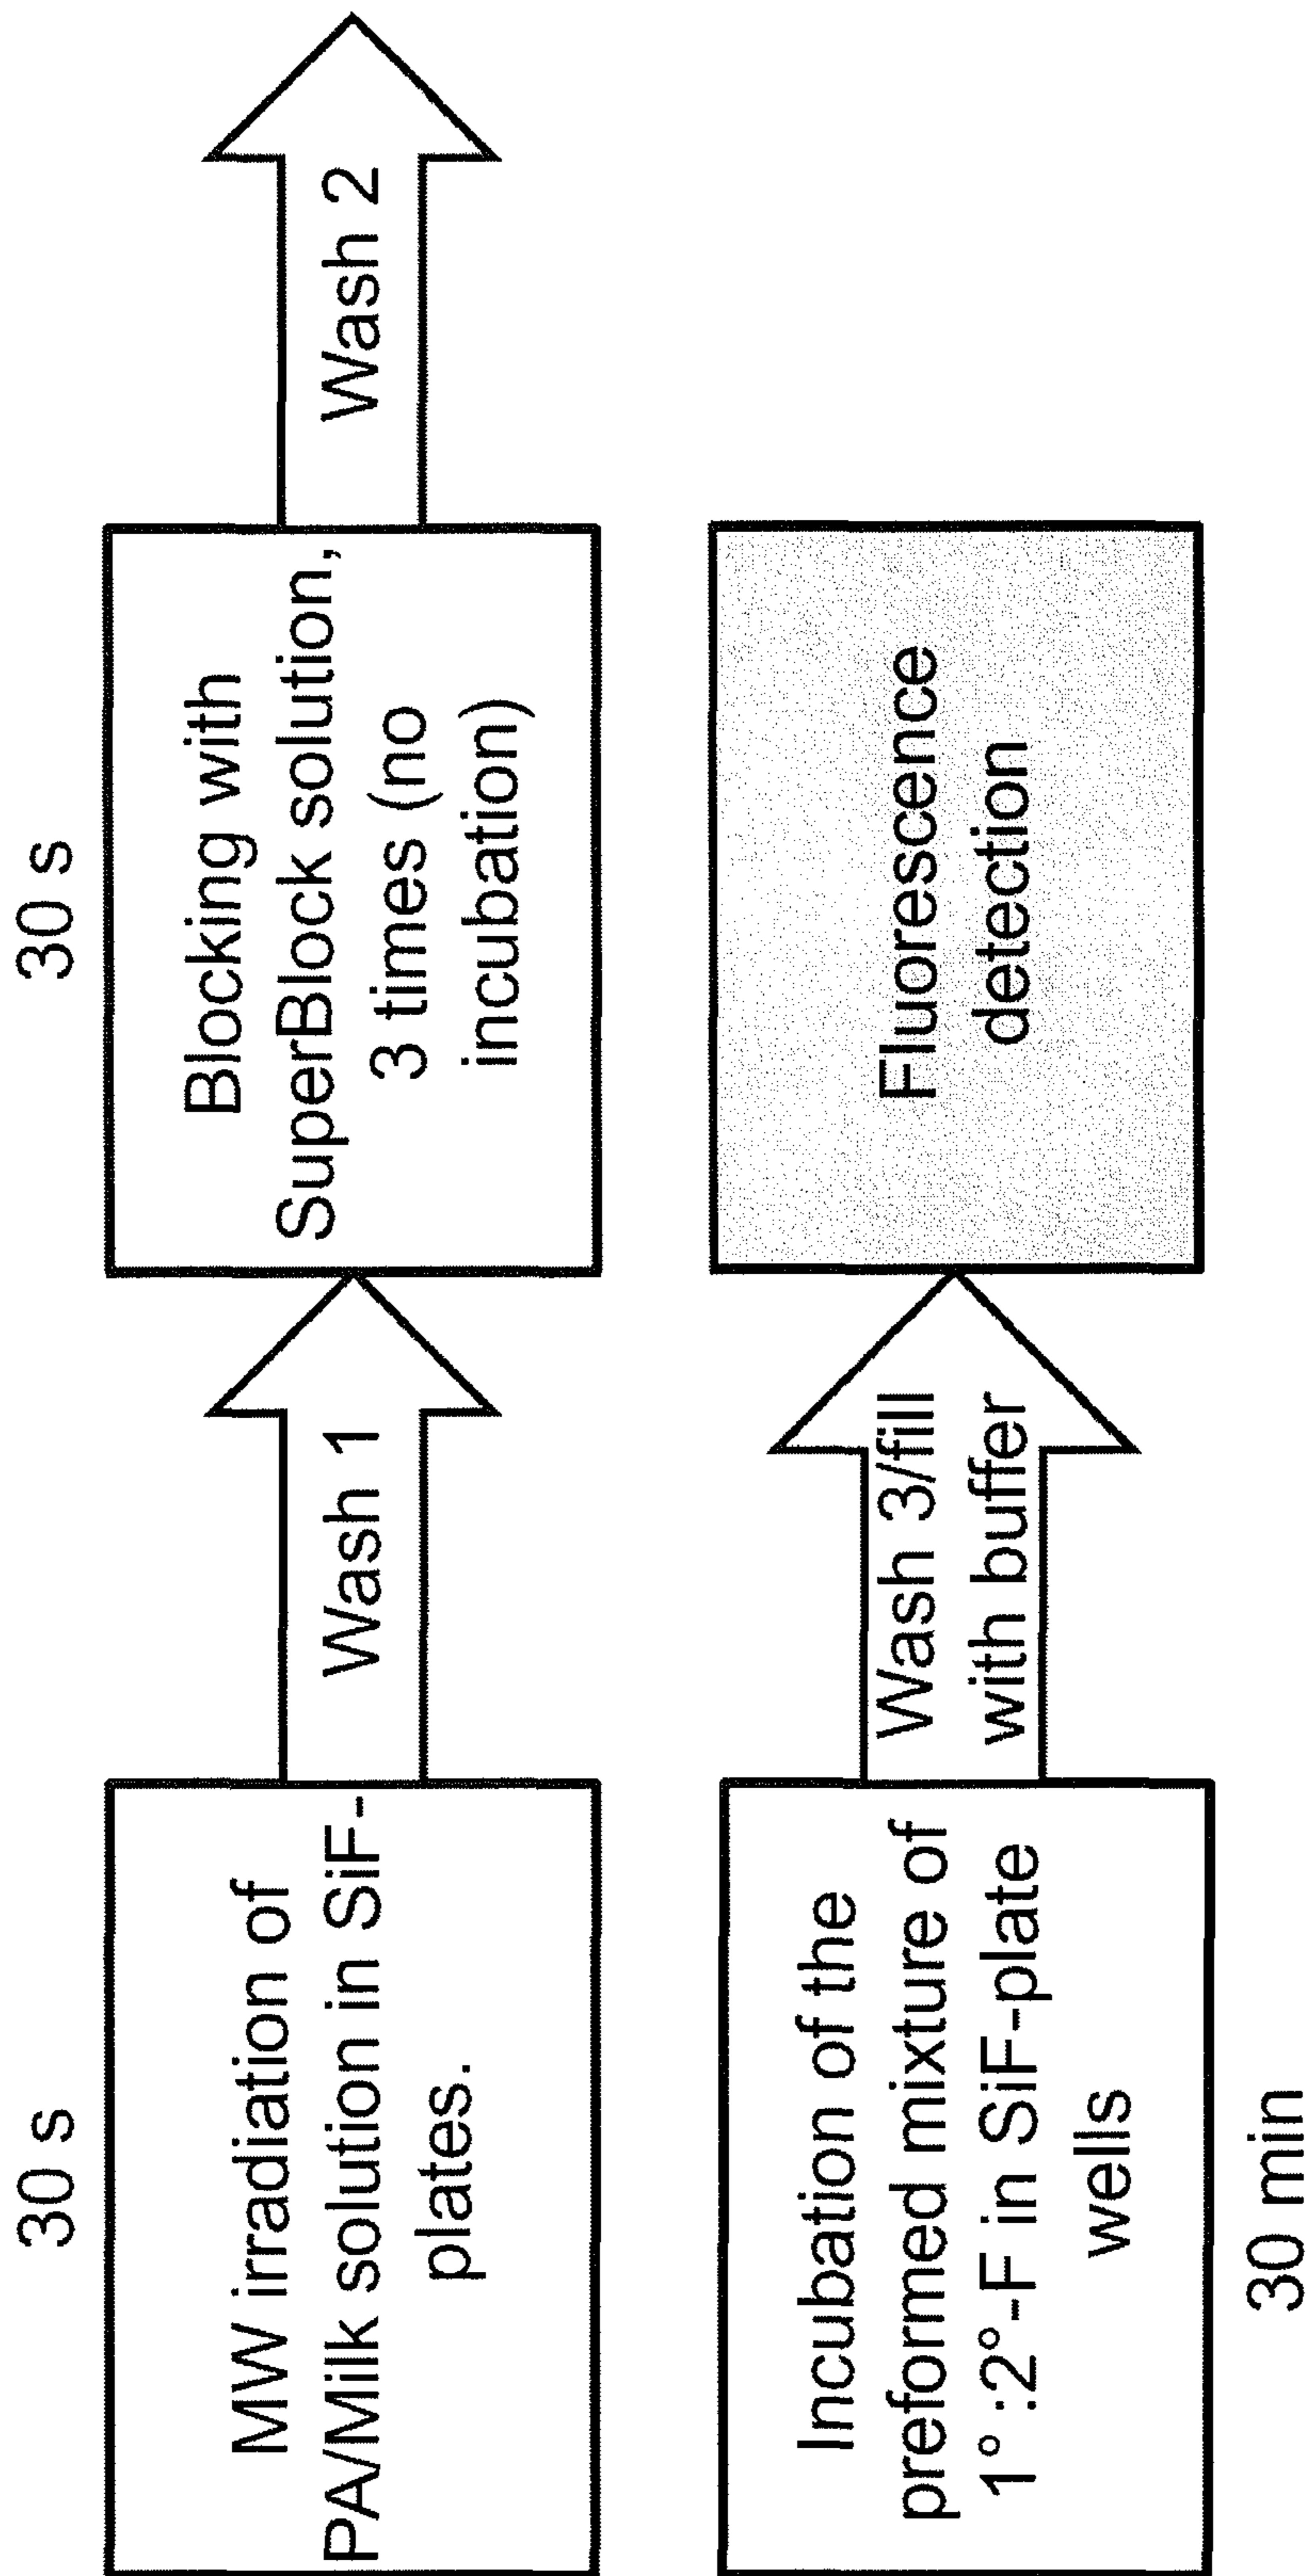 30 s
MW irradiation of
PA/Milk solution in SiF-
plates.
Wash 1
30 s
Blocking with
SuperBlock solution,
3 times (no
incubation)
Wash 2
Incubation of the
preformed mixture of
1° :2°-F in SiF-plate
wells
30 min
Wash 3/fill
with buffer
Fluorescence
detection